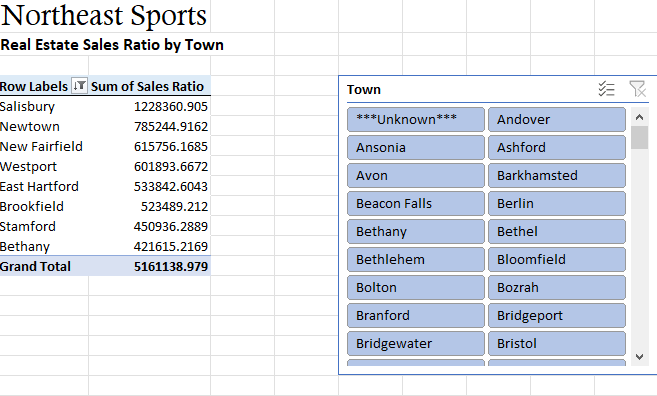 Northeast Sports
Real Estate Sales Ratio by Town
Row Labels Sum of Sales Ratio
Salisbury 1228360.905
Newtown 785244.9162
New Fairfield 615756.1685
Westport 601893.6672
East Hartford 533842.6043
Brookfield 523489.212
Stamford 450936.2889
Bethany 421615.2169
Grand Total 5161138.979
Town
***Unknown*** Andover
Ansonia Ashford
Avon Barkhamsted
Beacon Falls Berlin
Bethany Bethel
Bethlehem Bloomfield
Bolton Bozrah
Branford Bridgeport
Bridgewater Bristol